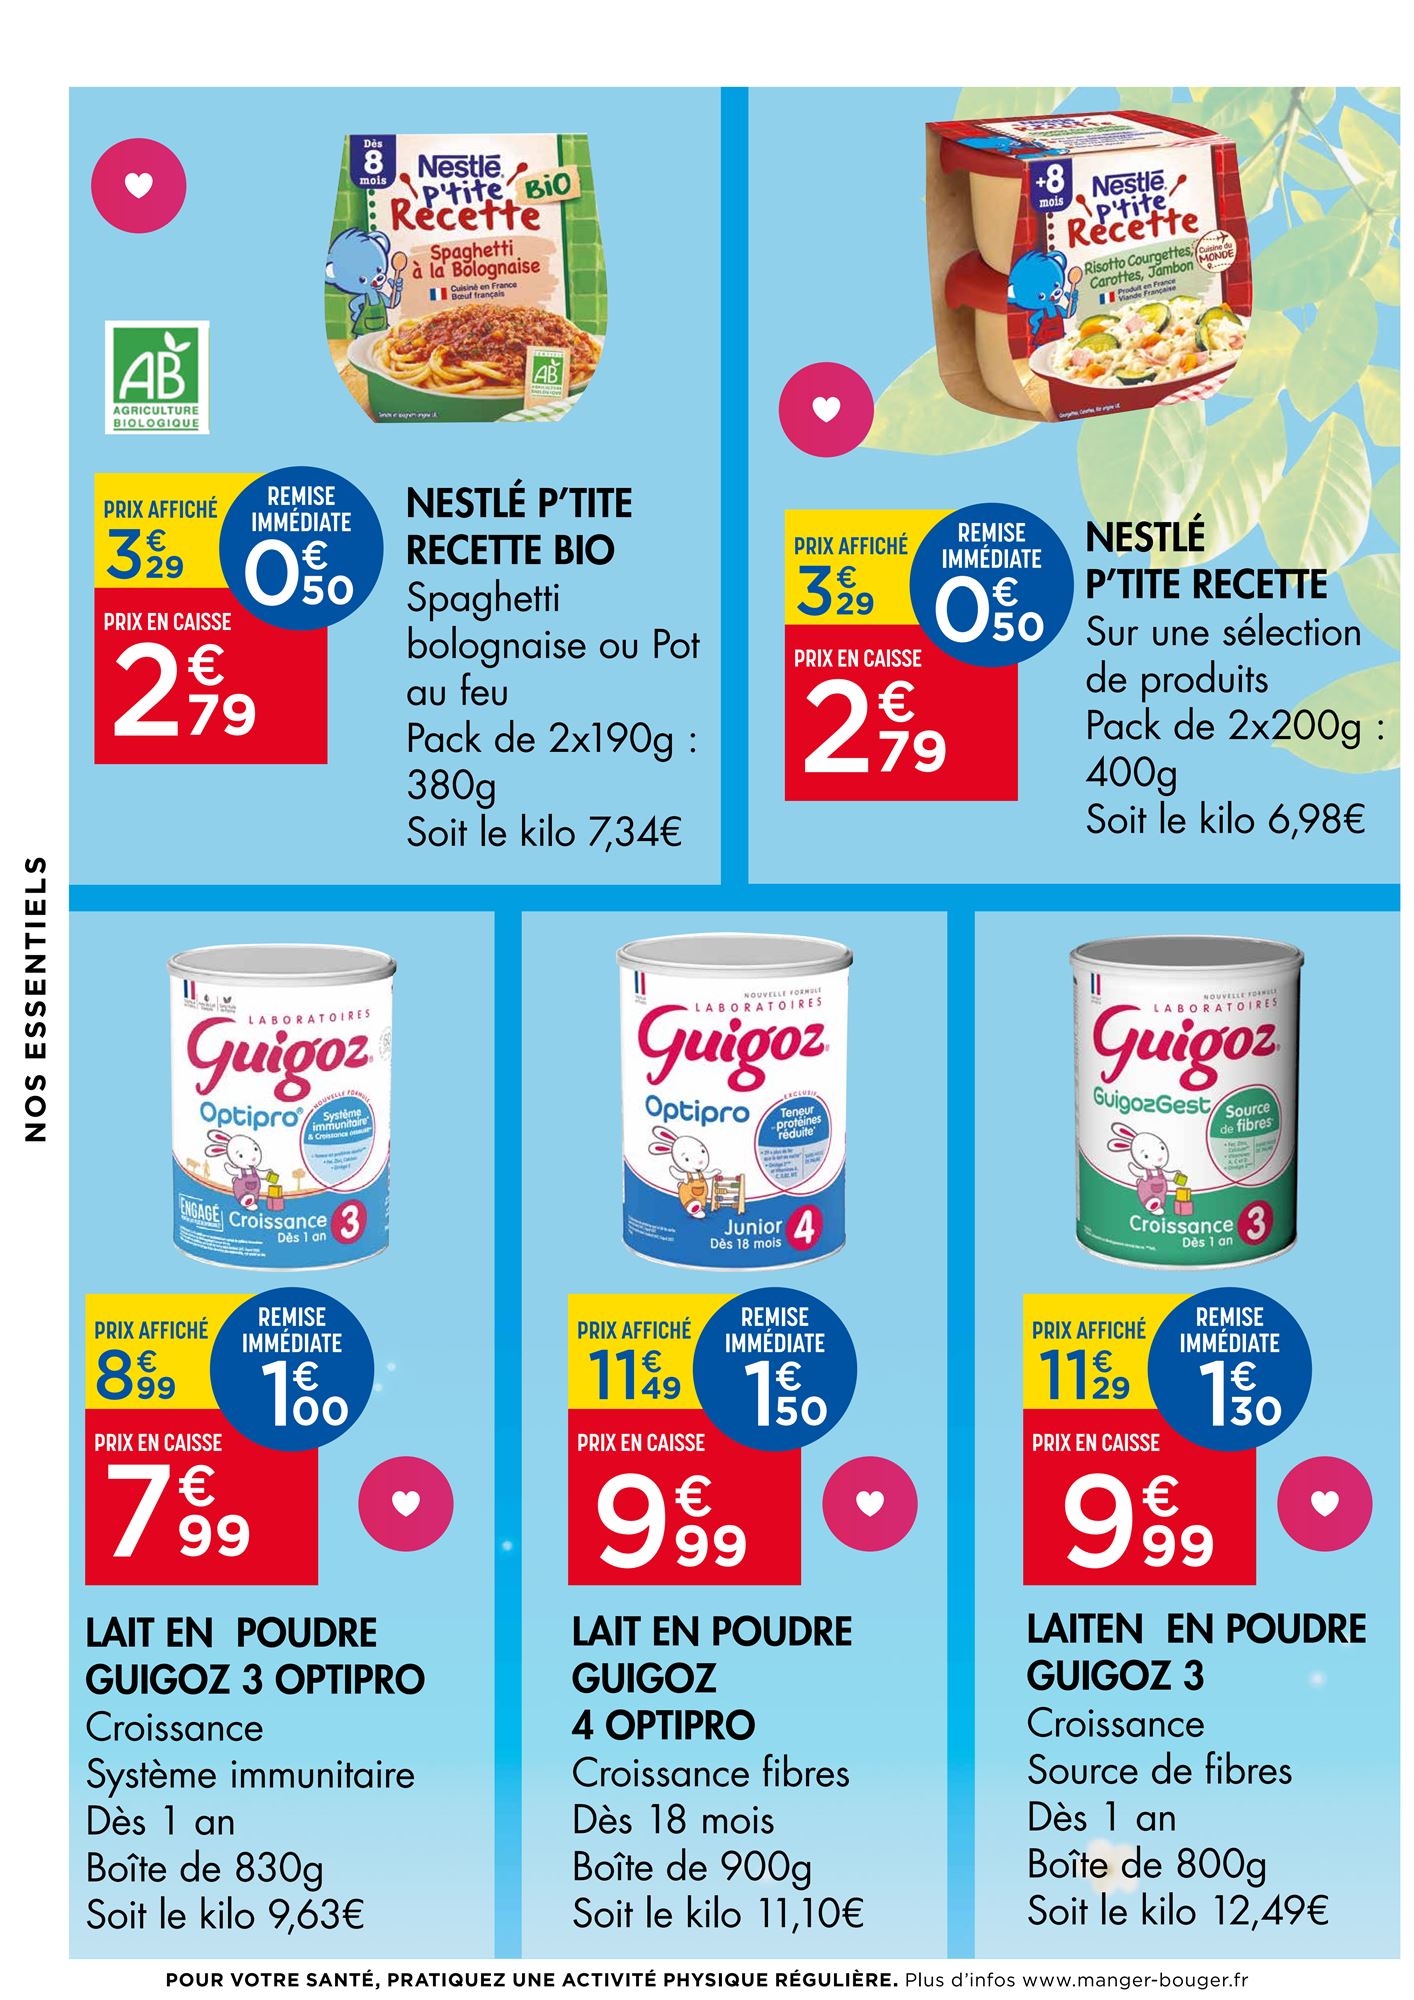 Dès
8
mois
Nestlé
P'tite
Recette
BiO
Spaghetti
à la Bolognaise
Cuisiné en France
Bœuf français
AB
AGRICULTURE
BIOLOGIQUE
AB
PRIX AFFICHÉ
3€29
REMISE
IMMÉDIATE
0€50
PRIX EN CAISSE
2€79
NESTLÉ P'TITE
RECETTE BIO
Spaghetti
bolognaise ou Pot
au feu
Pack de 2x190g :
380g
Soit le kilo 7,34€
+8
mois
Nestlé
P'tite
Recette
Cuisine du
MONDE
Risotto Courgettes,
Carottes, Jambon
Produit en France
Viande Française
PRIX AFFICHÉ
3€29
REMISE
IMMÉDIATE
0€50
PRIX EN CAISSE
2€79
NESTLÉ
P'TITE RECETTE
Sur une sélection
de produits
Pack de 2x200g :
400g
Soit le kilo 6,98€
NOS ESSENTIELS
LABORATOIRES
Guigoz
Optipro®
NOUVELLE FORMULE
Système
immunitaire
& Croissance
ENGAGÉ
Croissance
Dès 1 an
3
PRIX AFFICHÉ
8€99
REMISE
IMMÉDIATE
1€00
PRIX EN CAISSE
7€99
LAIT EN POUDRE
GUIGOZ 3 OPTIPRO
Croissance
Système immunitaire
Dès 1 an
Boîte de 830g
Soit le kilo 9,63€
NOUVELLE FORMULE
LABORATOIRES
Guigoz
Optipro
EXCLUSIF
Teneur
protéines
réduite
Junior
Dès 18 mois
4
PRIX AFFICHÉ
11€49
REMISE
IMMÉDIATE
1€50
PRIX EN CAISSE
9€99
LAIT EN POUDRE
GUIGOZ
4 OPTIPRO
Croissance fibres
Dès 18 mois
Boîte de 900g
Soit le kilo 11,10€
NOUVELLE FORMULE
LABORATOIRES
Guigoz
GuigozGest
Source
de fibres
Croissance
Dès 1 an
3
PRIX AFFICHÉ
11€29
REMISE
IMMÉDIATE
1€30
PRIX EN CAISSE
9€99
LAITEN EN POUDRE
GUIGOZ 3
Croissance
Source de fibres
Dès 1 an
Boîte de 800g
Soit le kilo 12,49€
POUR VOTRE SANTÉ, PRATIQUEZ UNE ACTIVITÉ PHYSIQUE RÉGULIÈRE. Plus d'infos www.manger-bouger.fr